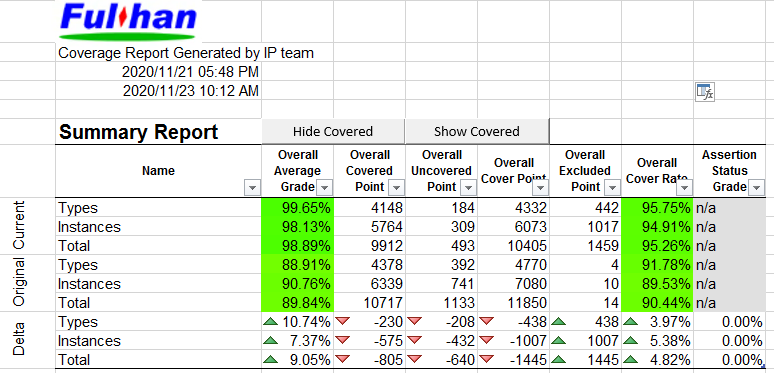 Fullhan
Coverage Report Generated by IP team
2020/11/21 05:48 PM
2020/11/23 10:12 AM
Summary Report Hide Covered Show Covered
Name Overall Average Grade Overall Covered Point Overall Uncovered Point Overall Cover Point Overall Excluded Point Overall Cover Rate Assertion Status Grade
Current
Types 99.65% 4148 184 4332 442 95.75% n/a
Instances 98.13% 5764 309 6073 1017 94.91% n/a
Total 98.89% 9912 493 10405 1459 95.26% n/a
Original
Types 88.91% 4378 392 4770 4 91.78% n/a
Instances 90.76% 6339 741 7080 10 89.53% n/a
Total 89.84% 10717 1133 11850 14 90.44% n/a
Delta
Types 10.74% -230 -208 -438 438 3.97% 0.00%
Instances 7.37% -575 -432 -1007 1007 5.38% 0.00%
Total 9.05% -805 -640 -1445 1445 4.82% 0.00%